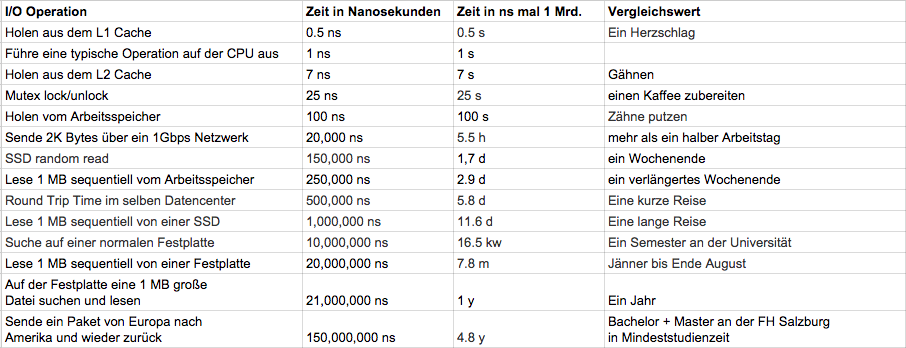 I/O Operation Zeit in Nanosekunden Zeit in ns mal 1 Mrd. Vergleichswert
Holen aus dem L1 Cache 0.5 ns 0.5 s Ein Herzschlag
Führe eine typische Operation auf der CPU aus 1 ns 1 s
Holen aus dem L2 Cache 7 ns 7 s Gähnen
Mutex lock/unlock 25 ns 25 s einen Kaffee zubereiten
Holen vom Arbeitsspeicher 100 ns 100 s Zähne putzen
Sende 2K Bytes über ein 1Gbps Netzwerk 20,000 ns 5.5 h mehr als ein halber Arbeitstag
SSD random read 150,000 ns 1,7 d ein Wochenende
Lese 1 MB sequentiell vom Arbeitsspeicher 250,000 ns 2.9 d ein verlängertes Wochenende
Round Trip Time im selben Datencenter 500,000 ns 5.8 d Eine kurze Reise
Lese 1 MB sequentiell von einer SSD 1,000,000 ns 11.6 d Eine lange Reise
Suche auf einer normalen Festplatte 10,000,000 ns 16.5 kw Ein Semester an der Universität
Lese 1 MB sequentiell von einer Festplatte 20,000,000 ns 7.8 m Jänner bis Ende August
Auf der Festplatte eine 1 MB große
Datei suchen und lesen 21,000,000 ns 1 y Ein Jahr
Sende ein Paket von Europa nach Bachelor + Master an der FH Salzburg
Amerika und wieder zurück 150,000,000 ns 4.8 y in Mindeststudienzeit